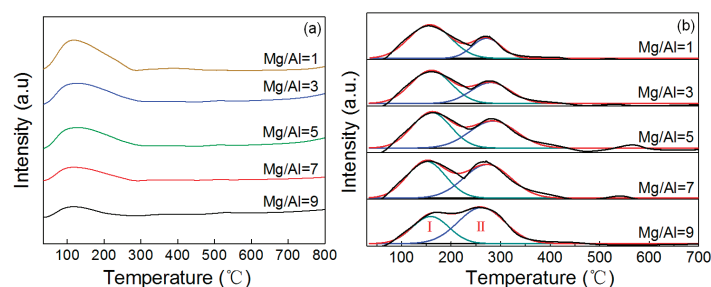 (a)
Mg/Al=1
Mg/Al=3
Mg/Al=5
Mg/Al=7
Mg/Al=9
Intensity (a.u)
100 200 300 400 500 600 700 800
Temperature (℃)
(b)
Mg/Al=1
Mg/Al=3
Mg/Al=5
Mg/Al=7
I II
Mg/Al=9
Intensity (a.u.)
100 200 300 400 500 600 700
Temperature (℃)